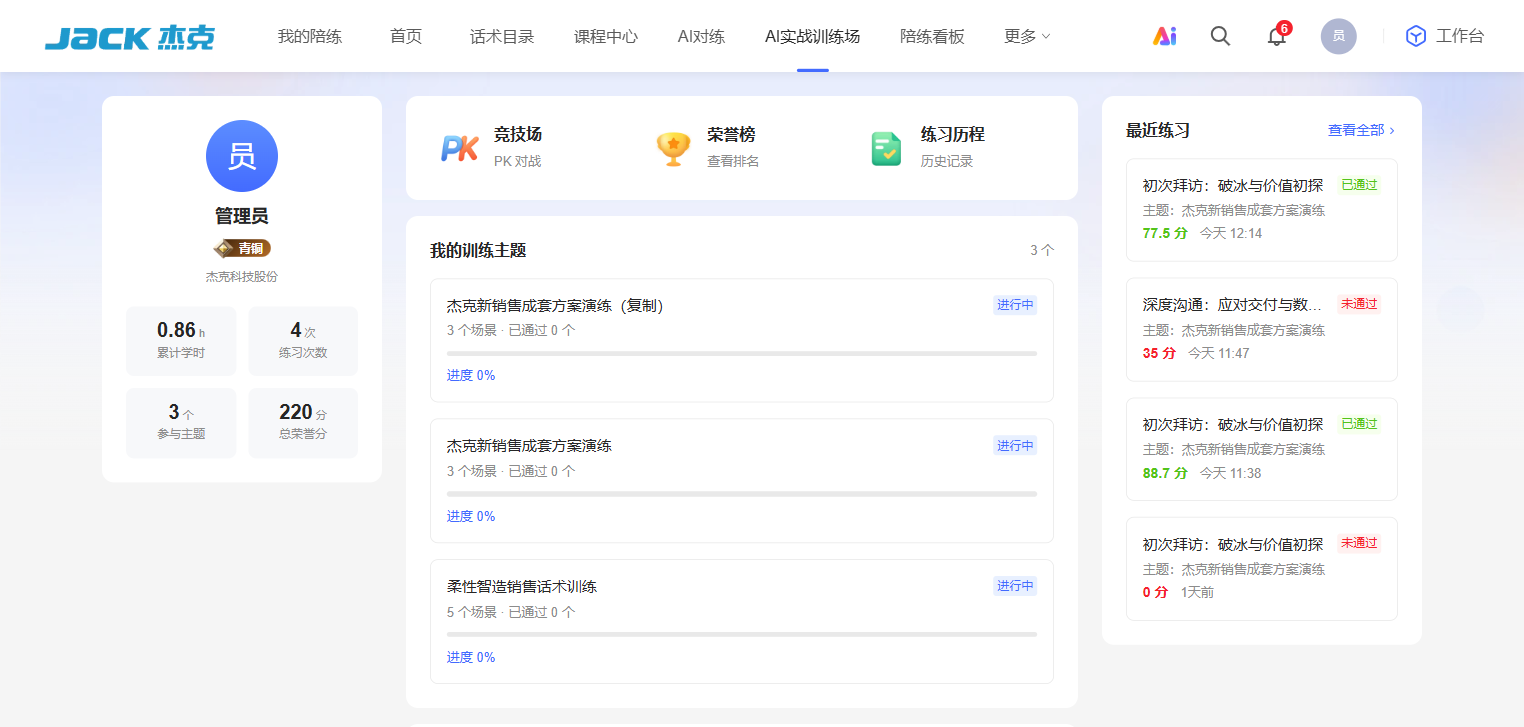 JACK 杰克
我的陪练
首页
话术目录
课程中心
AI对练
AI实战训练场
陪练看板
更多
Ai
6
员
工作台
员
管理员
青铜
杰克科技股份
0.86 h
累计学时
4 次
练习次数
3 个
参与主题
220 分
总荣誉分
PK
竞技场
PK 对战
荣誉榜
查看排名
练习历程
历史记录
我的训练主题
3 个
杰克新销售成套方案演练（复制）
进行中
3 个场景 · 已通过 0 个
进度 0%
杰克新销售成套方案演练
进行中
3 个场景 · 已通过 0 个
进度 0%
柔性智造销售话术训练
进行中
5 个场景 · 已通过 0 个
进度 0%
最近练习
查看全部 ›
初次拜访：破冰与价值初探
已通过
主题：杰克新销售成套方案演练
77.5 分 今天 12:14
深度沟通：应对交付与数...
未通过
主题：杰克新销售成套方案演练
35 分 今天 11:47
初次拜访：破冰与价值初探
已通过
主题：杰克新销售成套方案演练
88.7 分 今天 11:38
初次拜访：破冰与价值初探
未通过
主题：杰克新销售成套方案演练
0 分 1天前